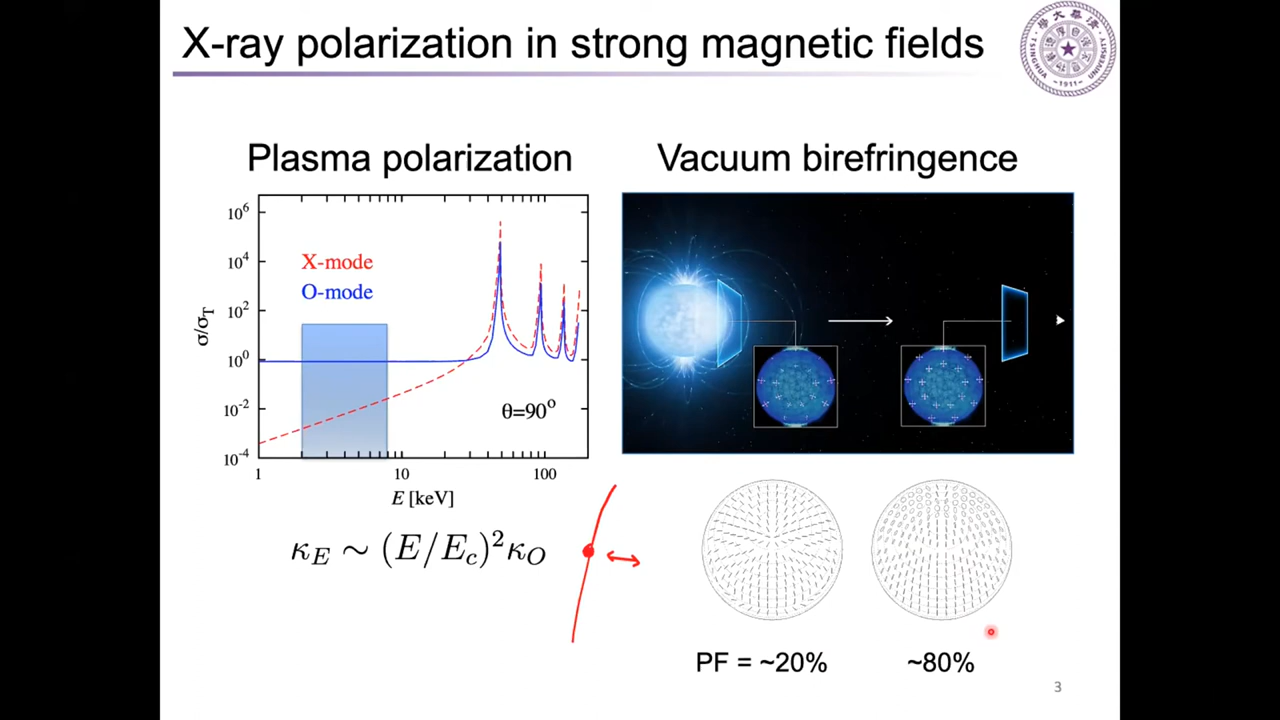 X-ray polarization in strong magnetic fields
Plasma polarization
Vacuum birefringence
10⁶
10⁴
10²
10⁰
10⁻²
10⁻⁴
σ/σ_T
X-mode
O-mode
θ=90°
1
10
100
E [keV]
κ_E ∼ (E/E_c)²κ_O
PF = ~20%
~80%
3